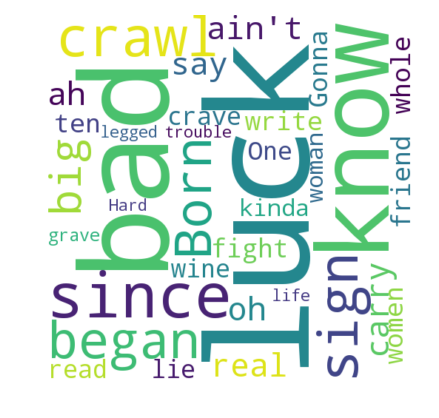 crawl
ain't
say
ah
bad
luck
know
Gonna
whole
ten
legged
crave
trouble
write
One
woman
friend
big
Born
Hard
kinda
grave
fight
wine
since
oh
life
sign
carry
women
began
read
lie
real